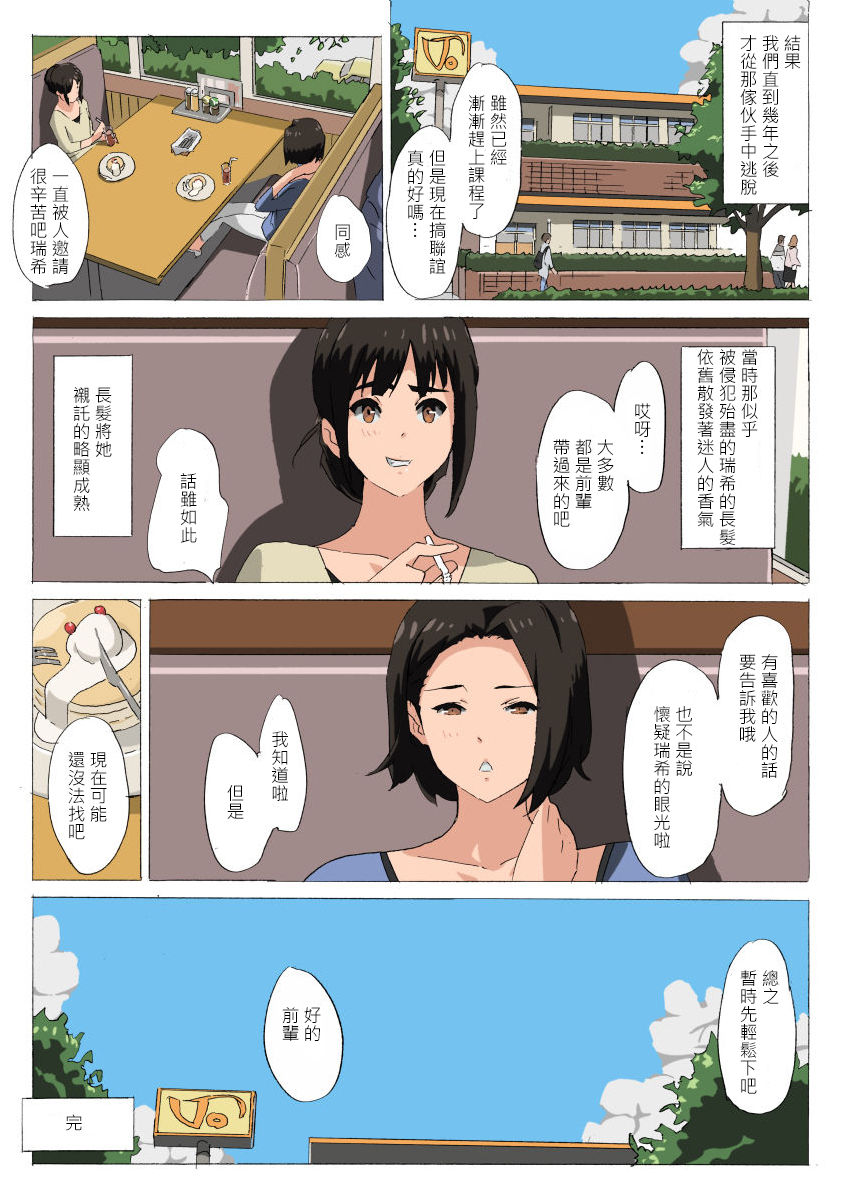 結果
我們直到幾年之後
才從那傢伙手中逃脫
雖然已經
漸漸趕上課程了
但是現在搞聯誼
真的好嗎…
同感
一直被人邀請
很辛苦吧瑞希
當時那似乎
被侵犯殆盡的瑞希的長髮
依舊散發著迷人的香氣
哎呀…
大多數
都是前輩
帶過來的吧
話雖如此
長髮將她
襯託的略顯成熟
有喜歡的人的話
要告訴我哦
也不是說
懷疑瑞希的眼光啦
我知道啦
但是
現在可能
還沒法找吧
總之
暫時先輕鬆下吧
好的
前輩
完